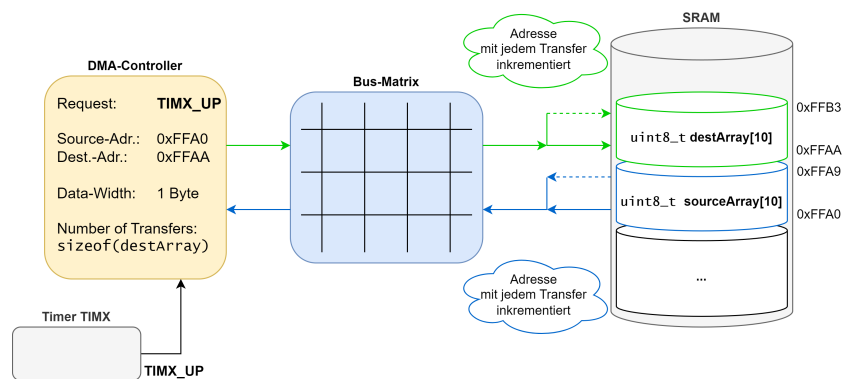 SRAM
Adresse
mit jedem Transfer
inkrementiert
DMA-Controller
Bus-Matrix
Request: TIMX_UP
Source-Adr.: 0xFFA0
Dest.-Adr.: 0xFFAA
Data-Width: 1 Byte
Number of Transfers:
sizeof(destArray)
0xFFB3
uint8_t destArray[10]
0xFFAA
0xFFA9
uint8_t sourceArray[10]
0xFFA0
...
Adresse
mit jedem Transfer
inkrementiert
Timer TIMX
TIMX_UP